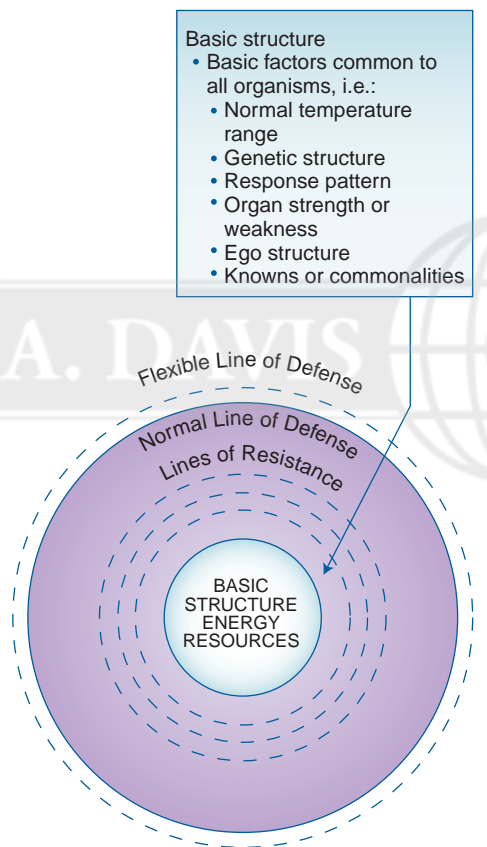 Basic structure
• Basic factors common to
all organisms, i.e.:
• Normal temperature
range
• Genetic structure
• Response pattern
• Organ strength or
weakness
• Ego structure
• Knowns or commonalities
A. DAVIS
Flexible Line of Defense
Normal Line of Defense
Lines of Resistance
BASIC
STRUCTURE
ENERGY
RESOURCES